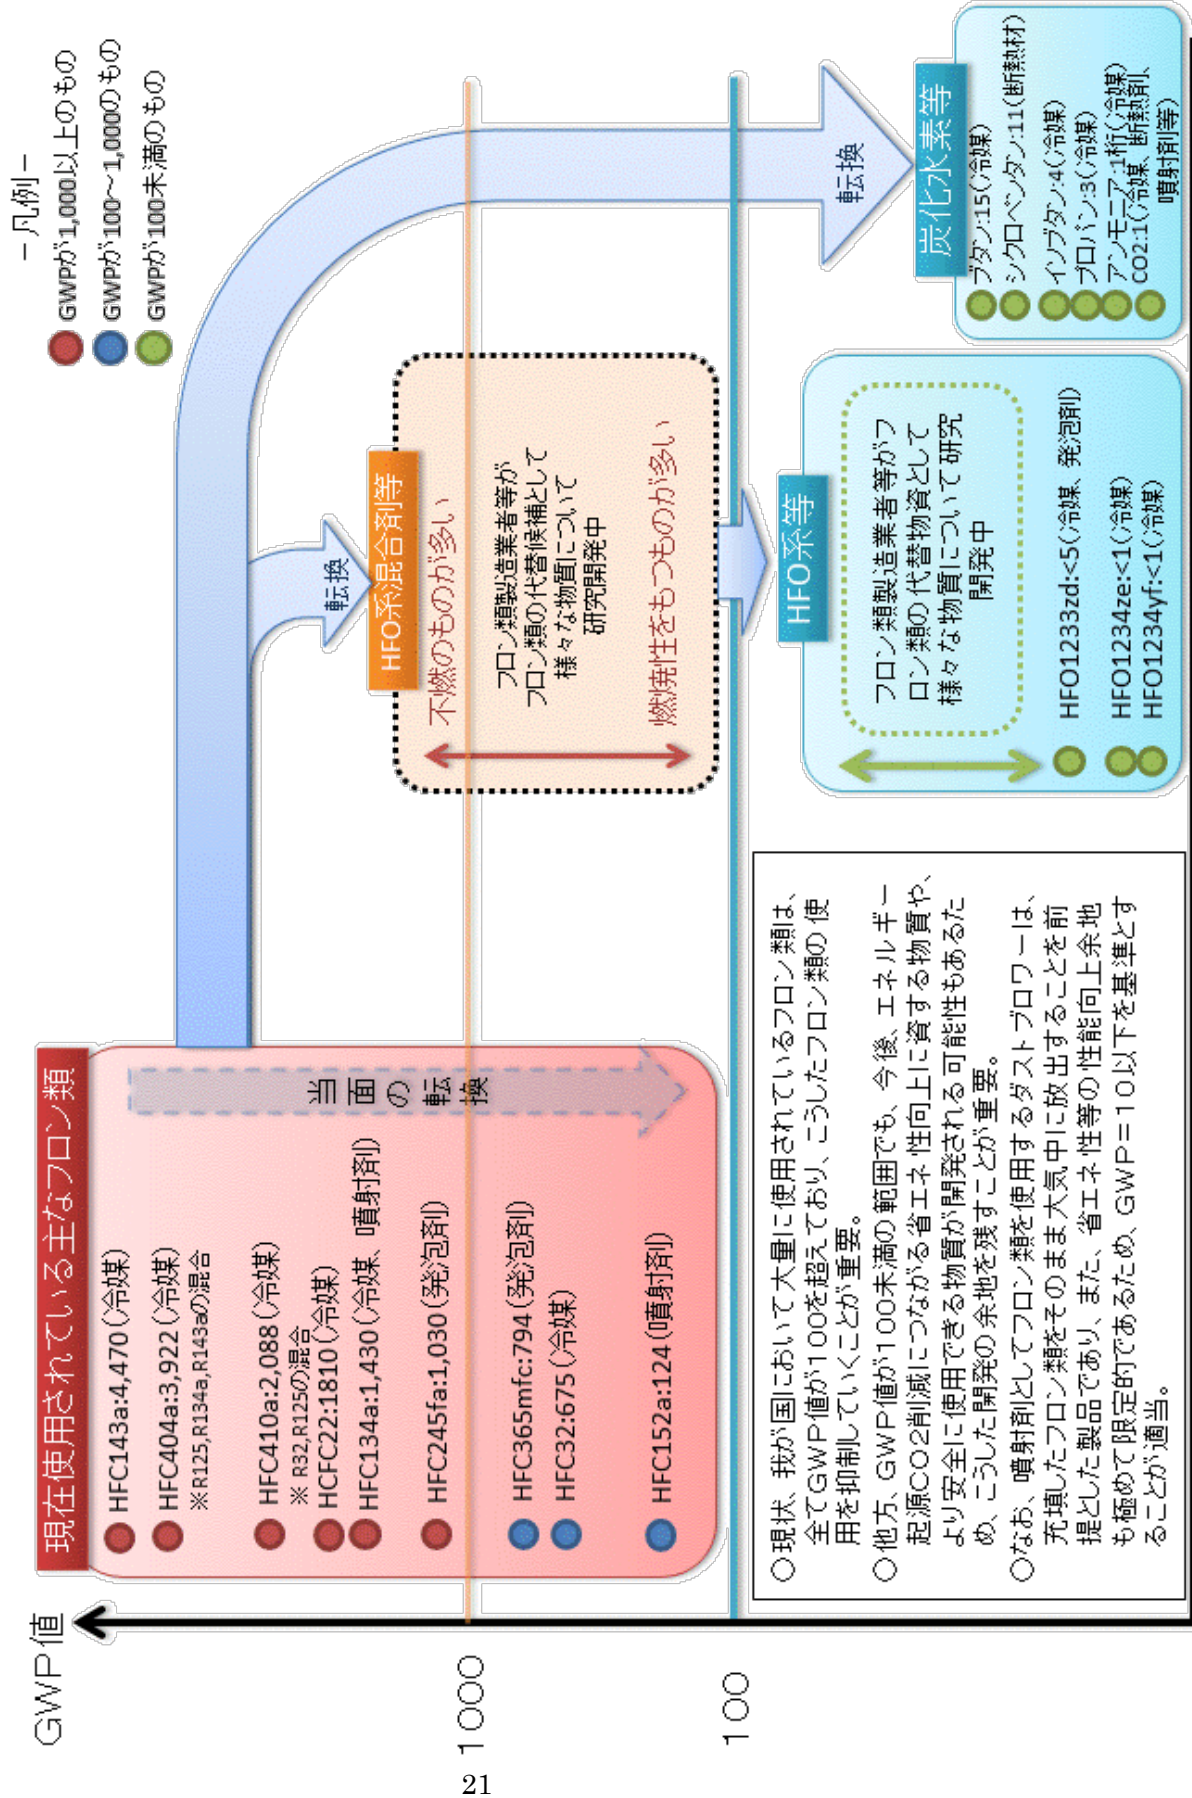 GWP値
1000
100
現在使用されている主なフロン類
HFC143a:4,470(冷媒)
HFC404a:3,922(冷媒)
※R125,R134a,R143aの混合
HFC410a:2,088(冷媒)
※ R32,R125の混合
HCFC22:1810(冷媒)
HFC134a:1,430(冷媒、噴射剤)
HFC245fa:1,030(発泡剤)
HFC365mfc:794(発泡剤)
HFC32:675(冷媒)
HFC152a:124(噴射剤)
当面の転換
－凡例－
GWPが1,000以上のもの
GWPが100～1,000のもの
GWPが100未満のもの
転換
HFO系混合剤等
不燃のものが多い
フロン類製造業者等が
フロン類の代替候補として
様々な物質について
研究開発中
燃焼性をもつものが多い
HFO系等
フロン類製造業者等がフ
ロン類の代替物資として
様々な物質について研究
開発中
HFO1233zd:<5(冷媒、発泡剤)
HFO1234ze:<1(冷媒)
HFO1234yf:<1(冷媒)
転換
炭化水素等
ブタン:15(冷媒)
シクロペンタン:11(断熱材)
イソブタン:4(冷媒)
プロパン:3(冷媒)
アンモニア:1桁(冷媒)
CO2:1(冷媒、断熱剤、
噴射剤等)
○現状、我が国において大量に使用されているフロン類は、
全てGWP値が100を超えており、こうしたフロン類の使
用を抑制していくことが重要。
○他方、GWP値が100未満の範囲でも、今後、エネルギー
起源CO2削減につながる省エネ性向上に資する物質や、
より安全に使用できる物質が開発される可能性もあるた
め、こうした開発の余地を残すことが重要。
○なお、噴射剤としてフロン類を使用するダストブロワーは、
充填したフロン類をそのまま大気中に放出することを前
提とした製品であり、また、省エネ性等の性能向上余地
も極めて限定的であるため、GWP＝10以下を基準とす
ることが適当。
21